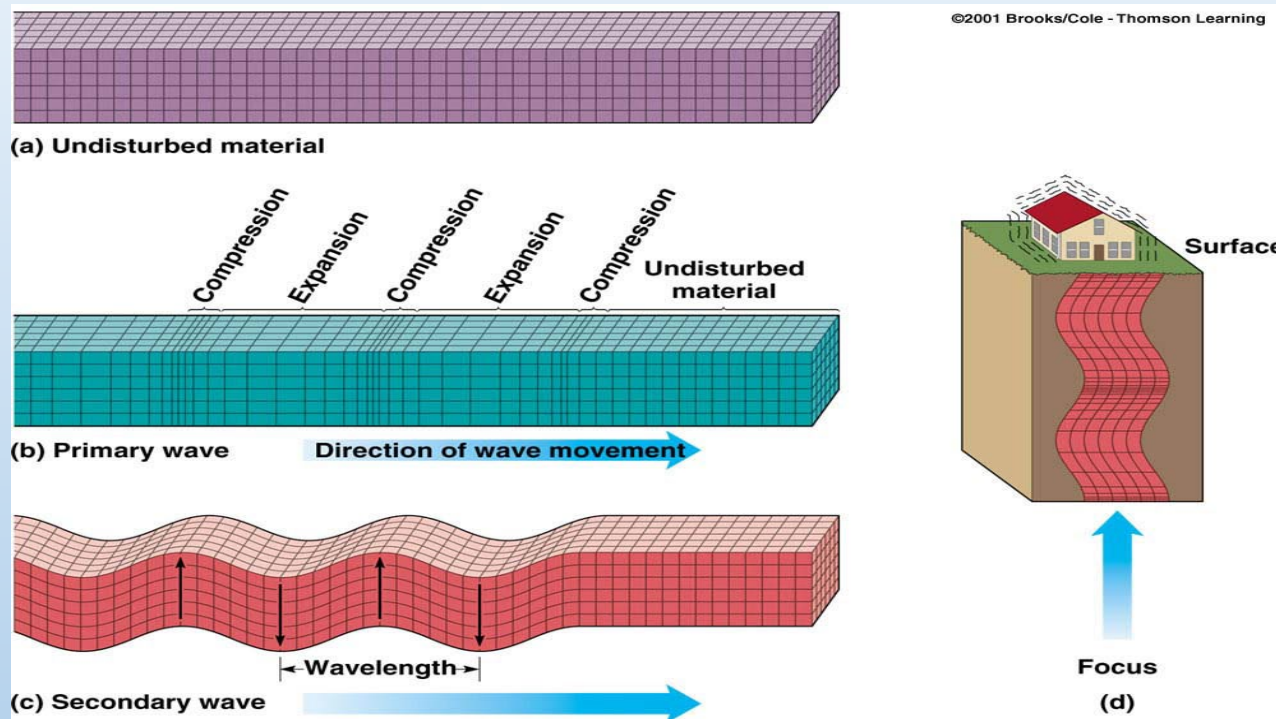 ©2001 Brooks/Cole - Thomson Learning
(a) Undisturbed material
Compression
Expansion
Compression
Expansion
Compression
Undisturbed
material
(b) Primary wave
Direction of wave movement
Wavelength
(c) Secondary wave
Surface
Focus
(d)